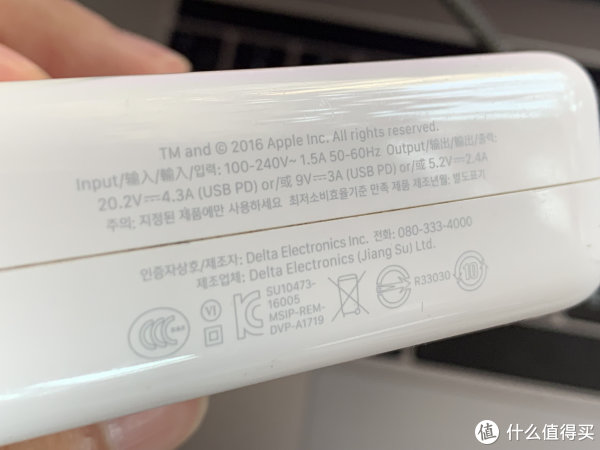 TM and © 2016 Apple Inc. All rights reserved.
Input/输入/輸入/입력: 100-240V~ 1.5A 50-60Hz Output/输出/輸出/출력:
20.2V⎓4.3A (USB PD) or/或 9V⎓3A (USB PD) or/或 5.2V⎓2.4A
주의: 지정된 제품에만 사용하세요 최저소비효율기준 만족 제품 제조년월: 별도표기
인증자상호/제조자: Delta Electronics Inc. 전화: 080-333-4000
제조업체: Delta Electronics (Jiang Su) Ltd.
CCC
VI
SU10473-
16005
MSIP-REM-
DVP-A1719
R33030
10
值 什么值得买